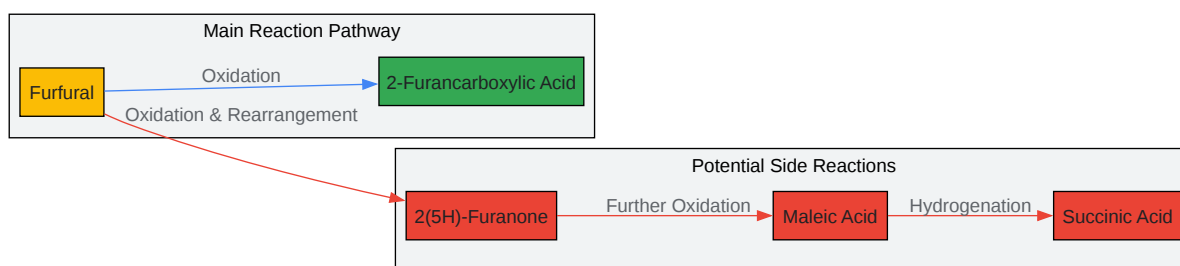 Main Reaction Pathway
Furfural
Oxidation
2-Furancarboxylic Acid
Oxidation & Rearrangement
Potential Side Reactions
2(5H)-Furanone
Further Oxidation
Maleic Acid
Hydrogenation
Succinic Acid